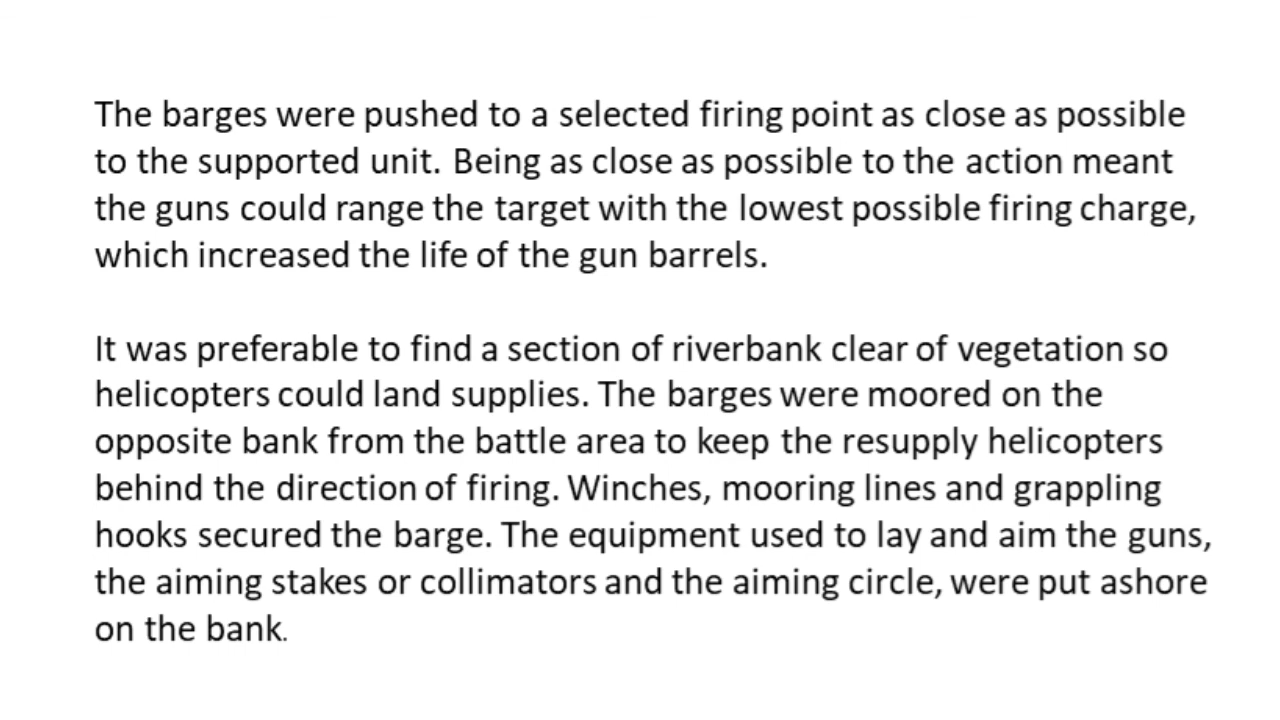 The barges were pushed to a selected firing point as close as possible
to the supported unit. Being as close as possible to the action meant
the guns could range the target with the lowest possible firing charge,
which increased the life of the gun barrels.
It was preferable to find a section of riverbank clear of vegetation so
helicopters could land supplies. The barges were moored on the
opposite bank from the battle area to keep the resupply helicopters
behind the direction of firing. Winches, mooring lines and grappling
hooks secured the barge. The equipment used to lay and aim the guns,
the aiming stakes or collimators and the aiming circle, were put ashore
on the bank.